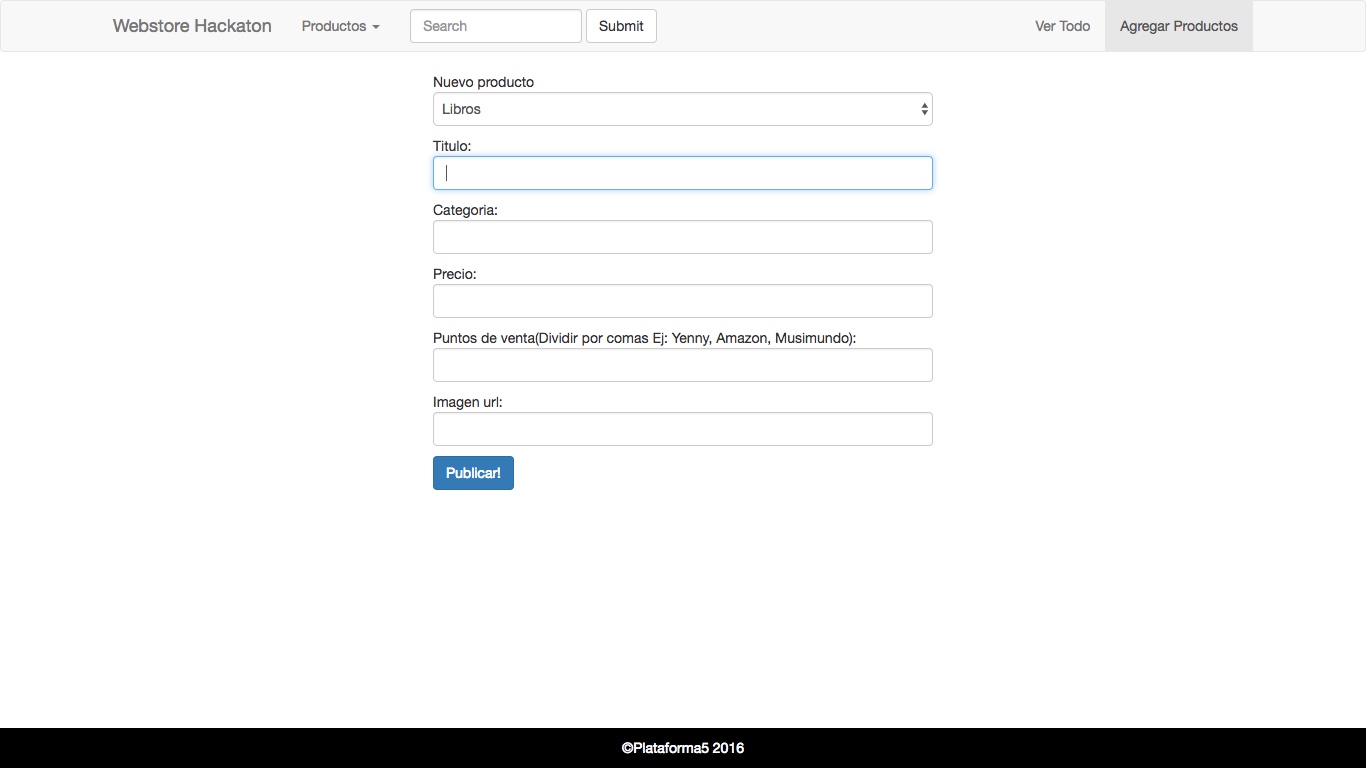 Webstore Hackaton Productos Search Submit Ver Todo Agregar Productos
Nuevo producto
Libros
Titulo:
Categoria:
Precio:
Puntos de venta(Dividir por comas Ej: Yenny, Amazon, Musimundo):
Imagen url:
Publicar!
©Plataforma5 2016